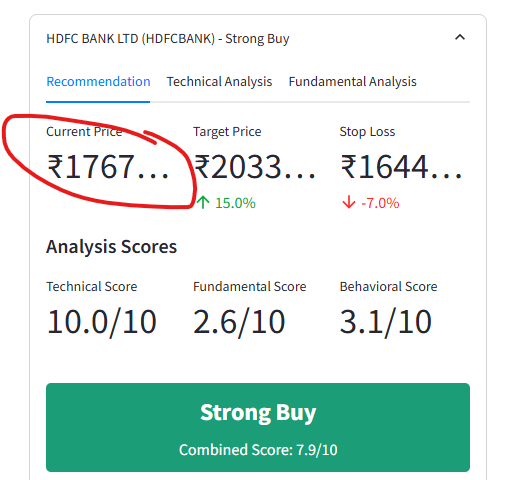 HDFC BANK LTD (HDFCBANK) - Strong Buy
Recommendation Technical Analysis Fundamental Analysis
Current Price Target Price Stop Loss
₹1767... ₹2033... ₹1644...
↑ 15.0% ↓ -7.0%
Analysis Scores
Technical Score Fundamental Score Behavioral Score
10.0/10 2.6/10 3.1/10
Strong Buy
Combined Score: 7.9/10